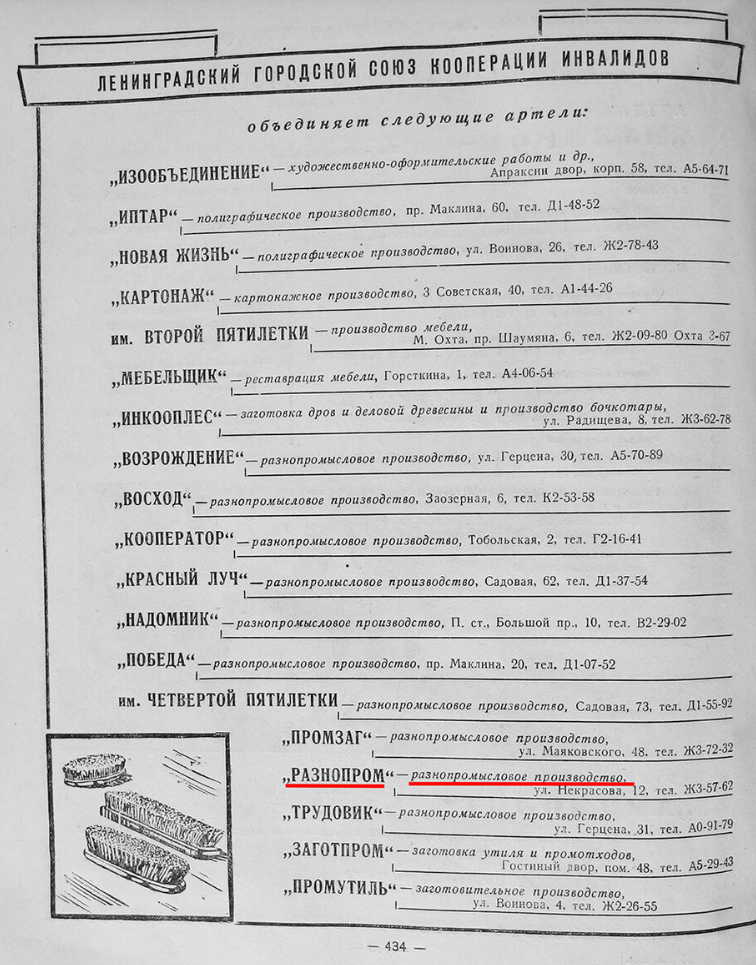 ЛЕНИНГРАДСКИЙ ГОРОДСКОЙ СОЮЗ КООПЕРАЦИИ ИНВАЛИДОВ
объединяет следующие артели:
„ИЗООБЪЕДИНЕНИЕ“ — художественно-оформительские работы и др.,
Апраксин двор, корп. 58, тел. А5-64-71
„ИПТАР“ — полиграфическое производство, пр. Маклина, 60, тел. Д1-48-52
„НОВАЯ ЖИЗНЬ“ — полиграфическое производство, ул. Воинова, 26, тел. Ж2-78-43
„КАРТОНАЖ“ — картонажное производство, 3 Советская, 40, тел. А1-44-26
им. ВТОРОЙ ПЯТИЛЕТКИ — производство мебели,
М. Охта, пр. Шаумяна, 6, тел. Ж2-09-80 Охта 3-67
„МЕБЕЛЬЩИК“ — реставрация мебели, Горсткина, 1, тел. А4-06-54
„ИНКООПЛЕС“ — заготовка дров и деловой древесины и производство бочкотары,
ул. Радищева, 8, тел. Ж3-62-78
„ВОЗРОЖДЕНИЕ“ — разнопромысловое производство, ул. Герцена, 30, тел. А5-70-89
„ВОСХОД“ — разнопромысловое производство, Заозерная, 6, тел. К2-53-58
„КООПЕРАТОР“ — разнопромысловое производство, Тобольская, 2, тел. Г2-16-41
„КРАСНЫЙ ЛУЧ“ — разнопромысловое производство, Садовая, 62, тел. Д1-37-54
„НАДОМНИК“ — разнопромысловое производство, П. ст., Большой пр., 10, тел. В2-29-02
„ПОБЕДА“ — разнопромысловое производство, пр. Маклина, 20, тел. Д1-07-52
им. ЧЕТВЕРТОЙ ПЯТИЛЕТКИ — разнопромысловое производство, Садовая, 73, тел. Д1-55-92
„ПРОМЗАГ“ — разнопромысловое производство,
ул. Маяковского, 48, тел. Ж3-72-32
„РАЗНОПРОМ“ — разнопромысловое производство,
ул. Некрасова, 12, тел. Ж3-57-62
„ТРУДОВИК“ — разнопромысловое производство,
ул. Герцена, 31, тел. А0-91-79
„ЗАГОТПРОМ“ — заготовка утиля и промотходов,
Гостиный двор, пом. 48, тел. А5-29-43
„ПРОМУТИЛЬ“ — заготовительное производство,
ул. Воинова, 4, тел. Ж2-26-55
— 434 —